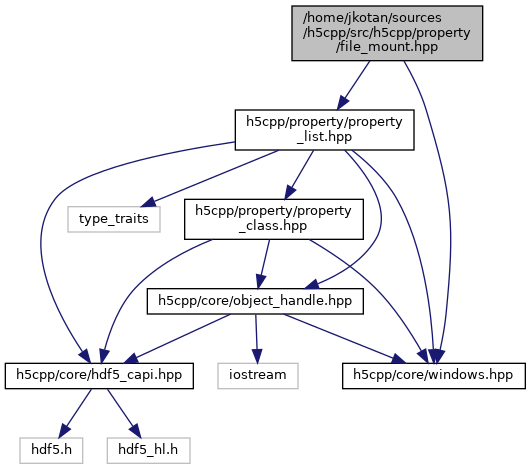 /home/jkotan/sources
/h5cpp/src/h5cpp/property
/file_mount.hpp
h5cpp/property/property
_list.hpp
type_traits
h5cpp/property/property
_class.hpp
h5cpp/core/object_handle.hpp
h5cpp/core/hdf5_capi.hpp
iostream
h5cpp/core/windows.hpp
hdf5.h
hdf5_hl.h